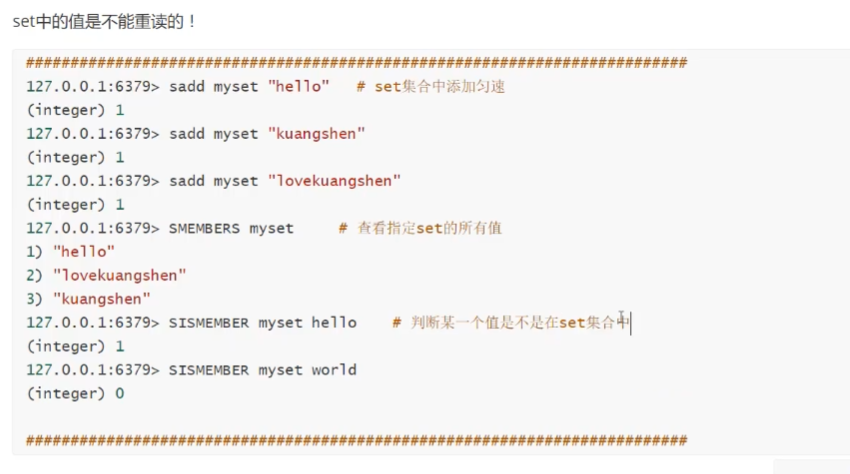 set中的值是不能重读的！
##########################################################################
127.0.0.1:6379> sadd myset "hello"   # set集合中添加匀速
(integer) 1
127.0.0.1:6379> sadd myset "kuangshen"
(integer) 1
127.0.0.1:6379> sadd myset "lovekuangshen"
(integer) 1
127.0.0.1:6379> SMEMBERS myset     # 查看指定set的所有值
1) "hello"
2) "lovekuangshen"
3) "kuangshen"
127.0.0.1:6379> SISMEMBER myset hello    # 判断某一个值是不是在set集合中
(integer) 1
127.0.0.1:6379> SISMEMBER myset world
(integer) 0
##########################################################################